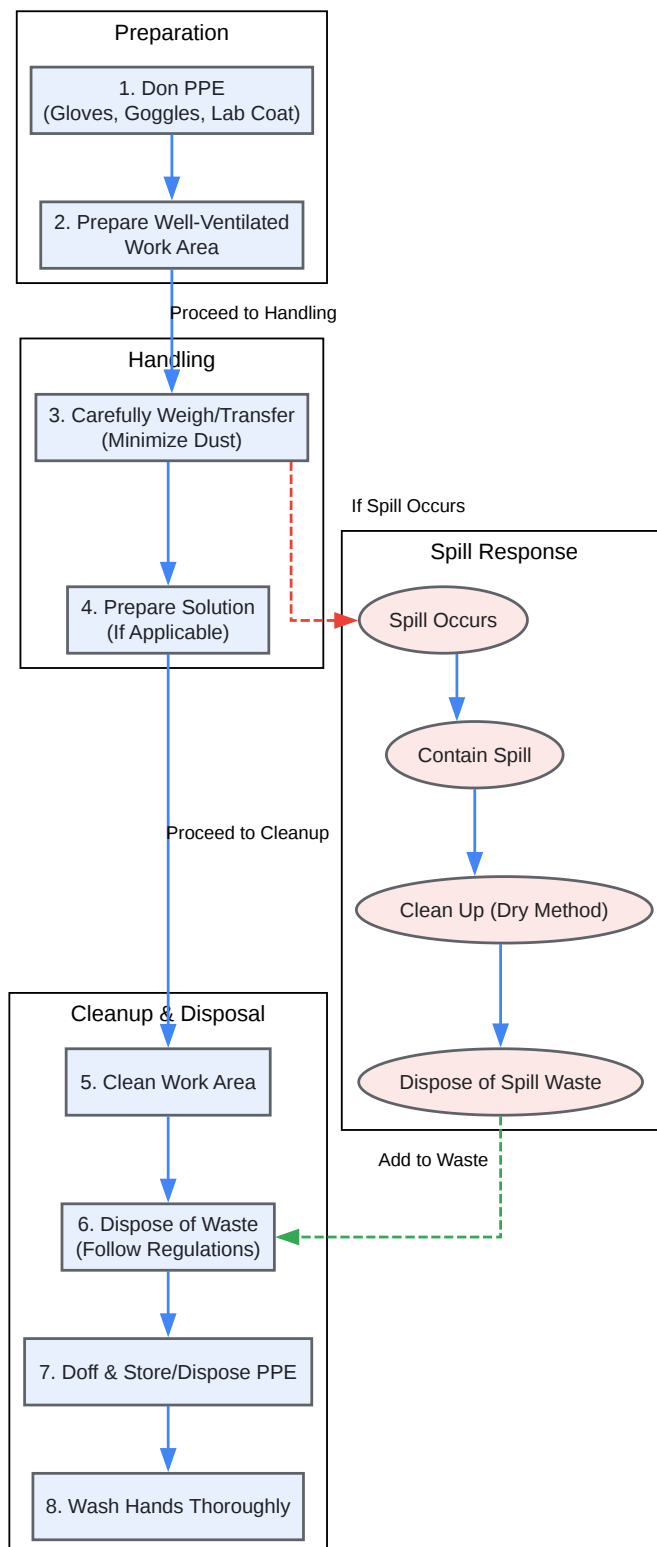 Preparation
1. Don PPE
(Gloves, Goggles, Lab Coat)
2. Prepare Well-Ventilated
Work Area
Proceed to Handling
Handling
3. Carefully Weigh/Transfer
(Minimize Dust)
4. Prepare Solution
(If Applicable)
If Spill Occurs
Spill Response
Spill Occurs
Contain Spill
Clean Up (Dry Method)
Dispose of Spill Waste
Proceed to Cleanup
Cleanup & Disposal
5. Clean Work Area
Add to Waste
6. Dispose of Waste
(Follow Regulations)
7. Doff & Store/Dispose PPE
8. Wash Hands Thoroughly